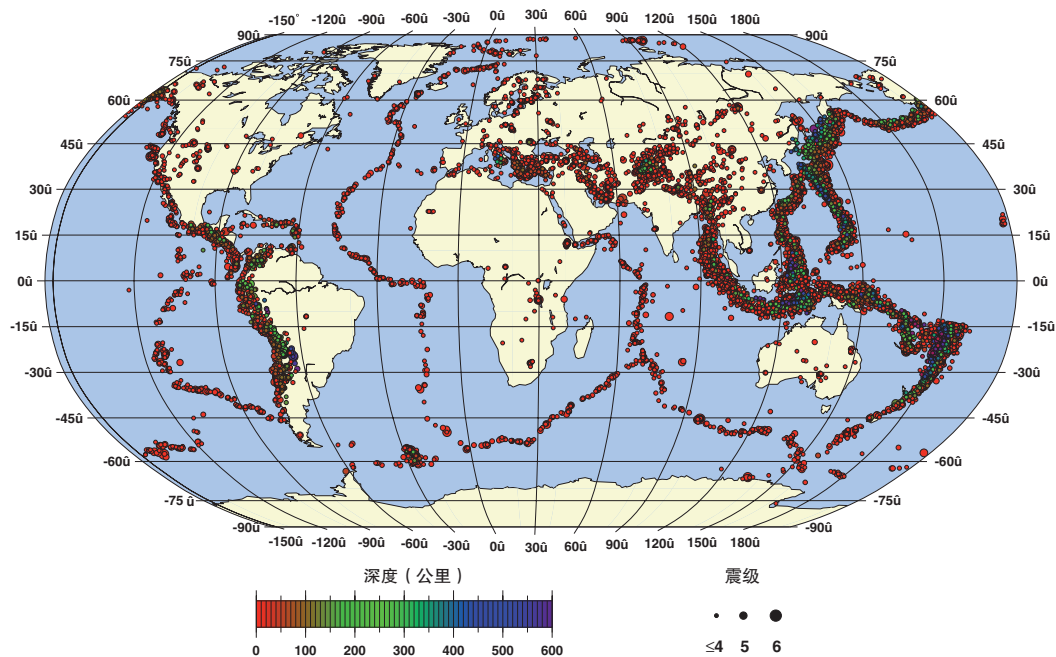 -150° -120û -90û -60û -30û 0û 30û 60û 90û 120û 150û 180û
90û 90û
75û 75û
60û 60û
45û 45û
30û 30û
15û 15û
0û 0û
-15û -15û
-30û -30û
-45û -45û
-60û -60û
-75 û -75û
-90û -90û
-150û -120û -90û -60û -30û 0û 30û 60û 90û 120û 150û 180û
深度（公里） 震级
0 100 200 300 400 500 600 ≤4 5 6